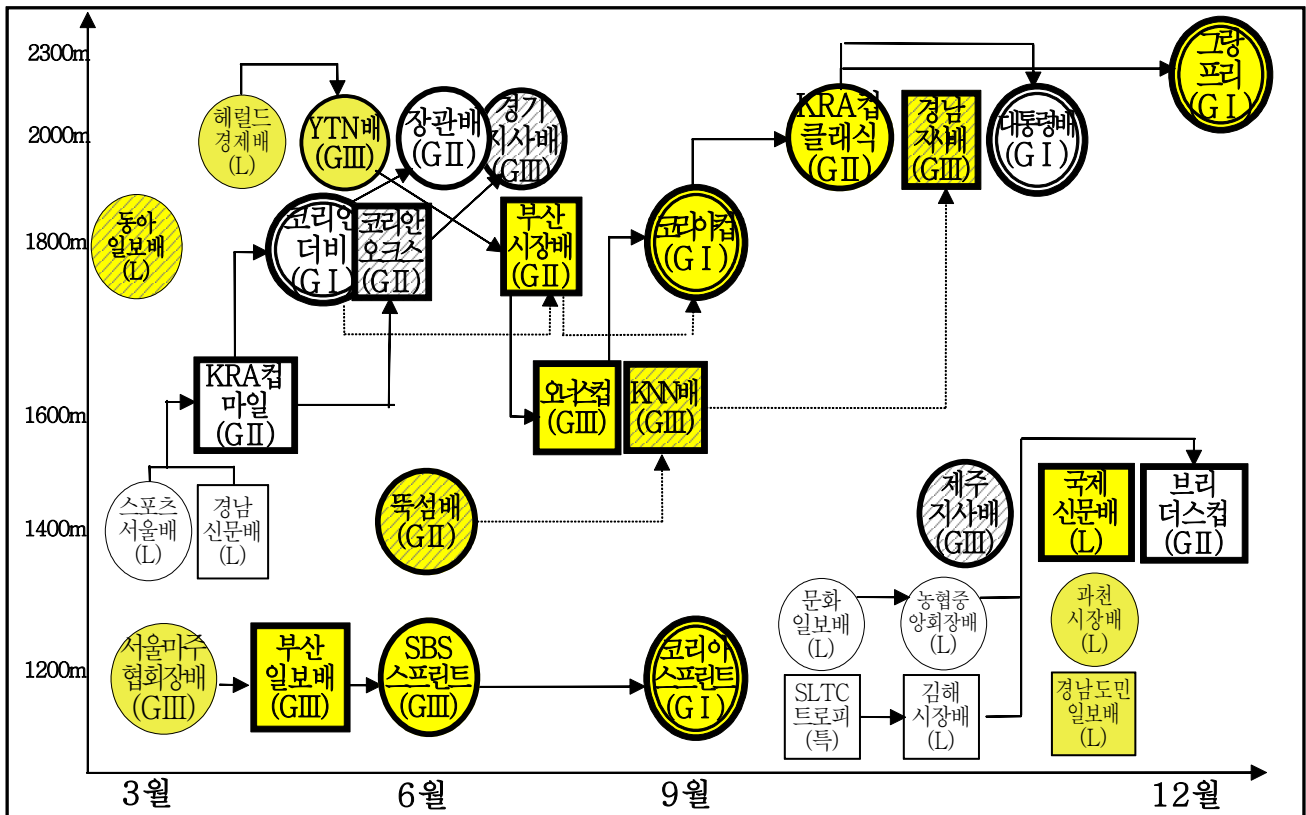 2300m
그랑
프리
(GⅠ)
헤럴드
경제배
(L)
YTN배
(GⅢ)
장관배
(GⅡ)
경기
지사배
(GⅢ)
KRA컵
클래식
(GⅡ)
경남
지사배
(GⅢ)
대통령배
(GⅠ)
2000m
동아
일보배
(L)
코리안
더비
(GⅠ)
코리안
오크스
(GⅡ)
부산
시장배
(GⅡ)
코리아컵
(GⅠ)
1800m
KRA컵
마일
(GⅡ)
오너스컵
(GⅢ)
KNN배
(GⅢ)
1600m
스포츠
서울배
(L)
경남
신문배
(L)
뚝섬배
(GⅡ)
제주
지사배
(GⅢ)
국제
신문배
(L)
브리
더스컵
(GⅡ)
1400m
문화
일보배
(L)
농협중
앙회장배
(L)
과천
시장배
(L)
서울마주
협회장배
(GⅢ)
부산
일보배
(GⅢ)
SBS
스프린트
(GⅢ)
코리아
스프린트
(GⅠ)
1200m
SLTC
트로피
(특)
김해
시장배
(L)
경남도민
일보배
(L)
3월
6월
9월
12월